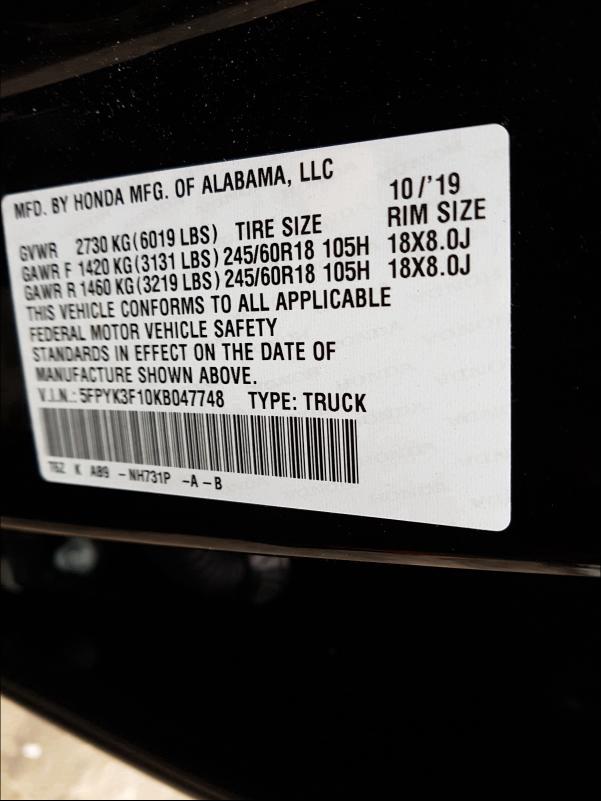 MFD. BY HONDA MFG. OF ALABAMA, LLC 10/'19
GVWR 2730 KG(6019 LBS) TIRE SIZE RIM SIZE
GAWR F 1420 KG(3131 LBS) 245/60R18 105H 18X8.0J
GAWR R 1460 KG(3219 LBS) 245/60R18 105H 18X8.0J
THIS VEHICLE CONFORMS TO ALL APPLICABLE
FEDERAL MOTOR VEHICLE SAFETY
STANDARDS IN EFFECT ON THE DATE OF
MANUFACTURE SHOWN ABOVE.
V.I.N.: 5FPYK3F10KB047748 TYPE: TRUCK
T6Z K A89 -NH731P -A -B